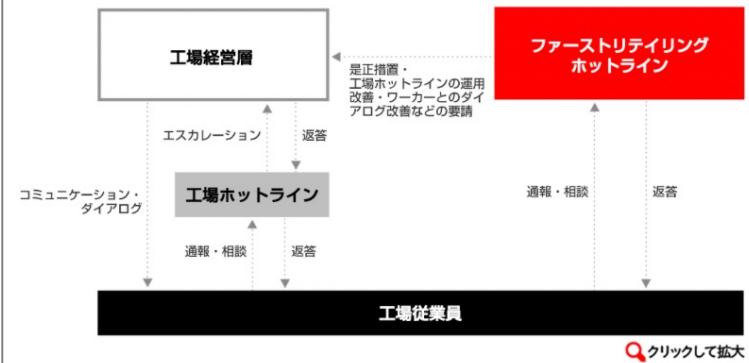 工場経営層
ファーストリテイリング
ホットライン
是正措置・
工場ホットラインの運用
改善・ワーカーとのダイ
アログ改善などの要請
エスカレーション
返答
コミュニケーション・
ダイアログ
工場ホットライン
通報・相談
返答
通報・相談
返答
工場従業員
クリックして拡大